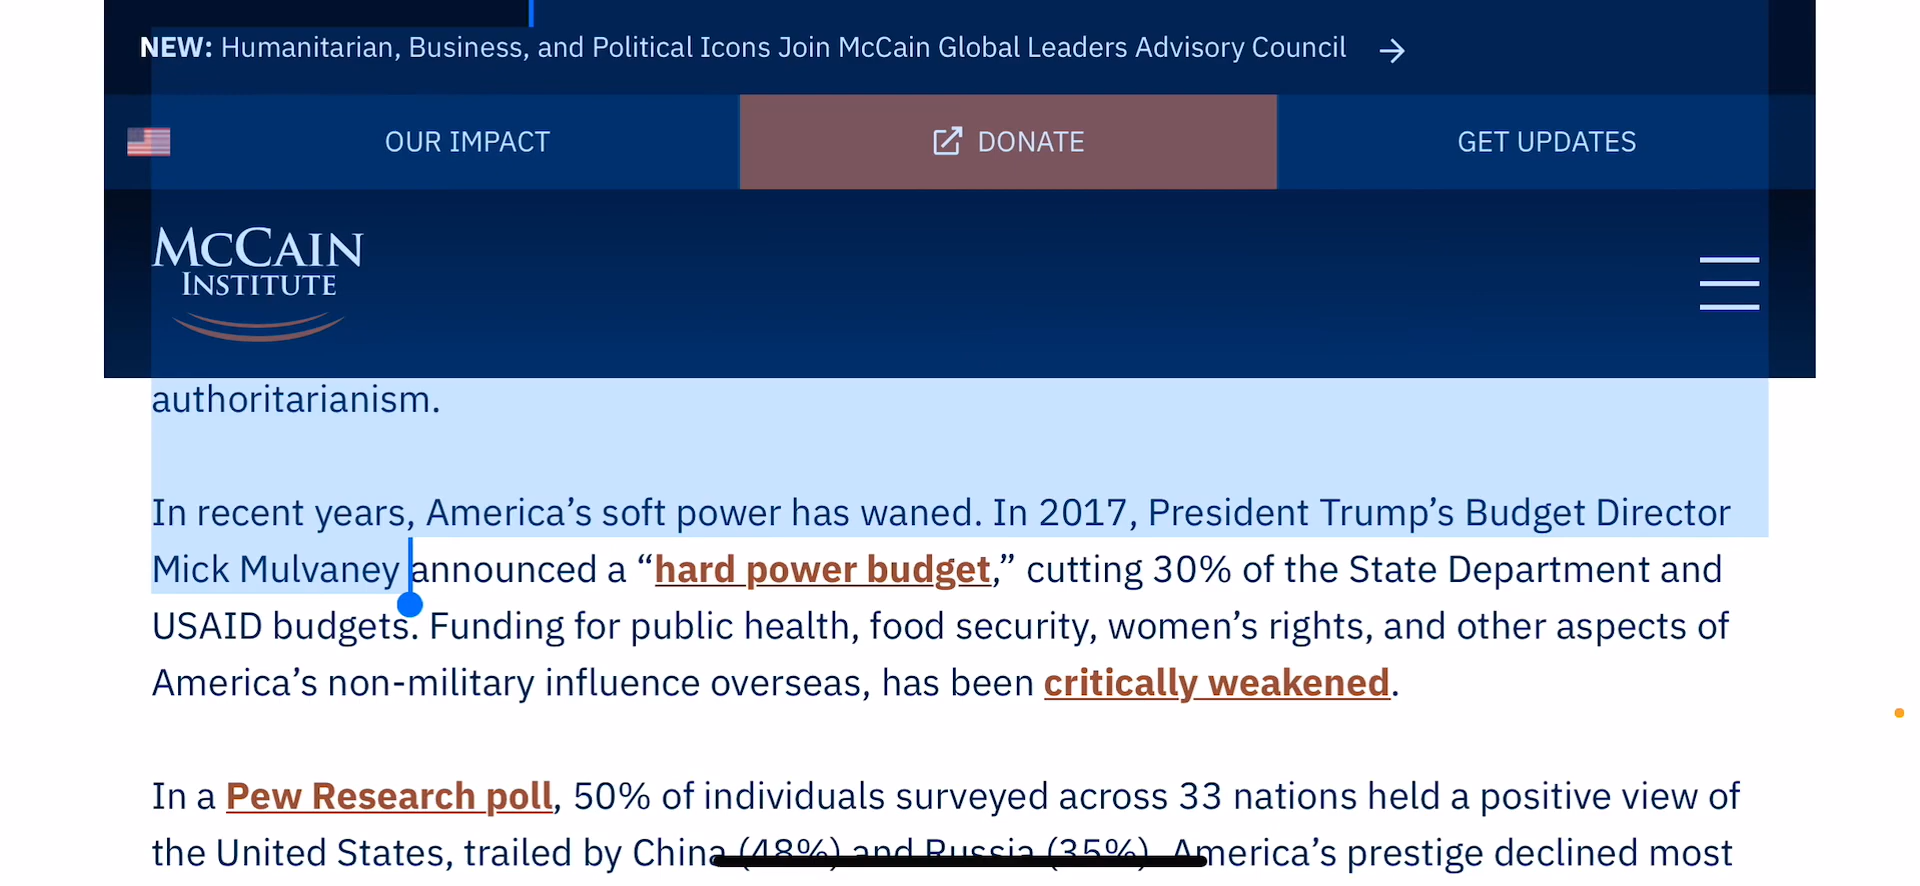 NEW: Humanitarian, Business, and Political Icons Join McCain Global Leaders Advisory Council
OUR IMPACT
DONATE
GET UPDATES
McCAIN
INSTITUTE
authoritarianism.
In recent years, America’s soft power has waned. In 2017, President Trump’s Budget Director
Mick Mulvaney announced a “hard power budget,” cutting 30% of the State Department and
USAID budgets. Funding for public health, food security, women’s rights, and other aspects of
America’s non-military influence overseas, has been critically weakened.
In a Pew Research poll, 50% of individuals surveyed across 33 nations held a positive view of
the United States, trailed by China (48%) and Russia (35%). America’s prestige declined most